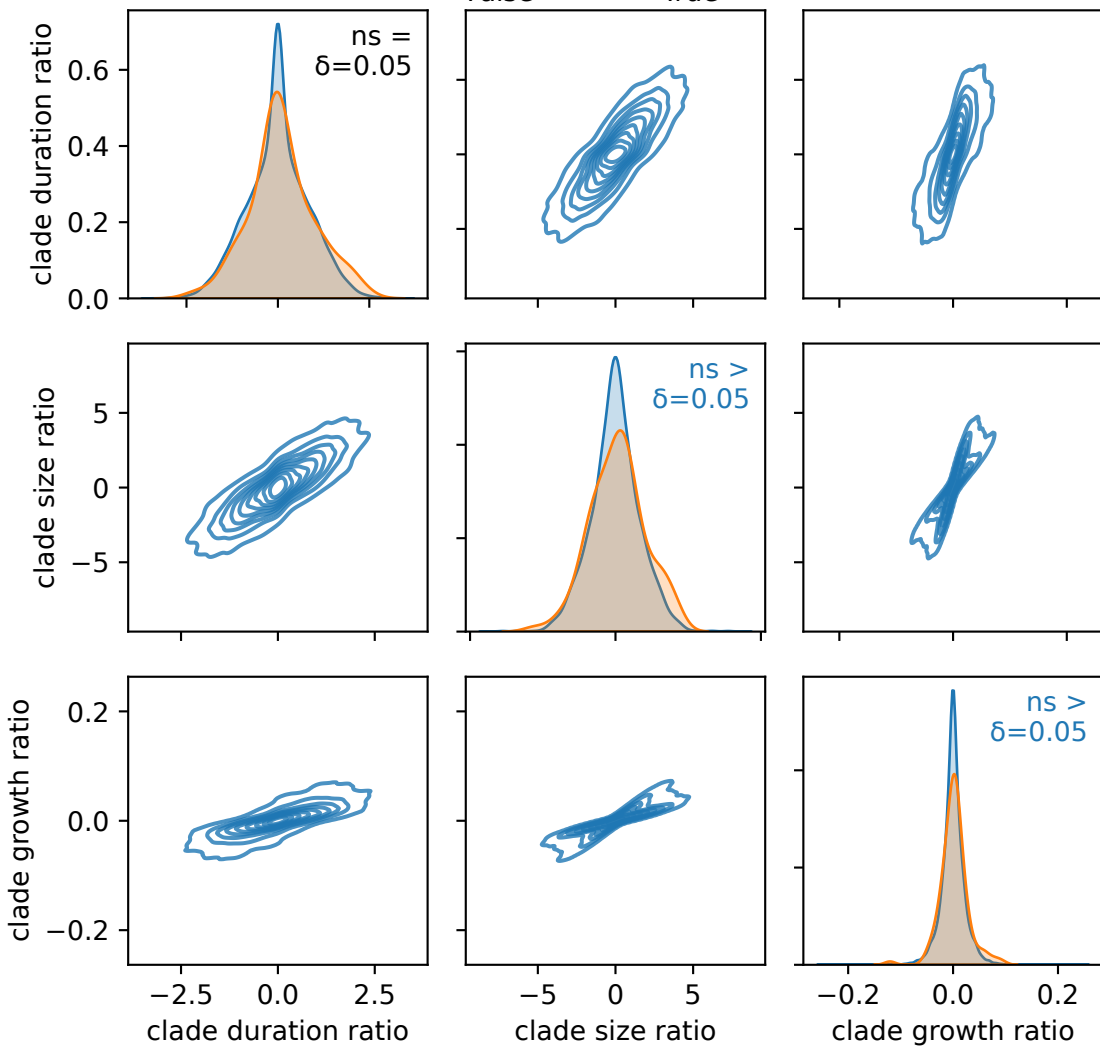 clade duration ratio
0.6
0.4
0.2
0.0
ns =
δ=0.05
clade size ratio
5
0
−5
ns >
δ=0.05
clade growth ratio
0.2
0.0
−0.2
ns >
δ=0.05
−2.5 0.0 2.5
−5 0 5
−0.2 0.0 0.2
clade duration ratio
clade size ratio
clade growth ratio